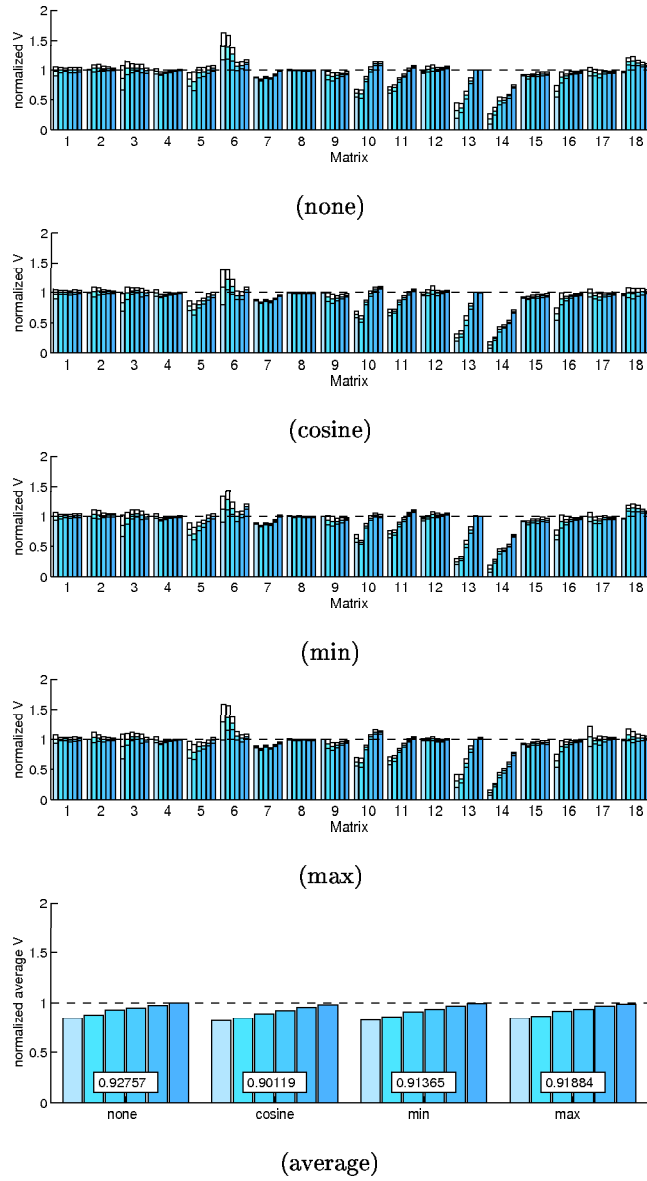 2
1.5
1
0.5
0
normalized V
1 2 3 4 5 6 7 8 9 10 11 12 13 14 15 16 17 18
Matrix
(none)
2
1.5
1
0.5
0
normalized V
1 2 3 4 5 6 7 8 9 10 11 12 13 14 15 16 17 18
Matrix
(cosine)
2
1.5
1
0.5
0
normalized V
1 2 3 4 5 6 7 8 9 10 11 12 13 14 15 16 17 18
Matrix
(min)
2
1.5
1
0.5
0
normalized V
1 2 3 4 5 6 7 8 9 10 11 12 13 14 15 16 17 18
Matrix
(max)
2
1.5
1
0.5
0
normalized average V
0.92757 0.90119 0.91365 0.91884
none cosine min max
(average)